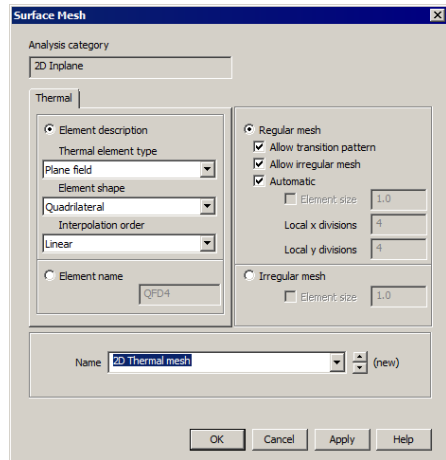 Surface Mesh
Analysis category
2D Inplane
Thermal
Element description
Thermal element type
Plane field
Element shape
Quadrilateral
Interpolation order
Linear
Element name
QFD4
Regular mesh
Allow transition pattern
Allow irregular mesh
Automatic
Element size 1.0
Local x divisions 4
Local y divisions 4
Irregular mesh
Element size 1.0
Name 2D Thermal mesh (new)
OK Cancel Apply Help